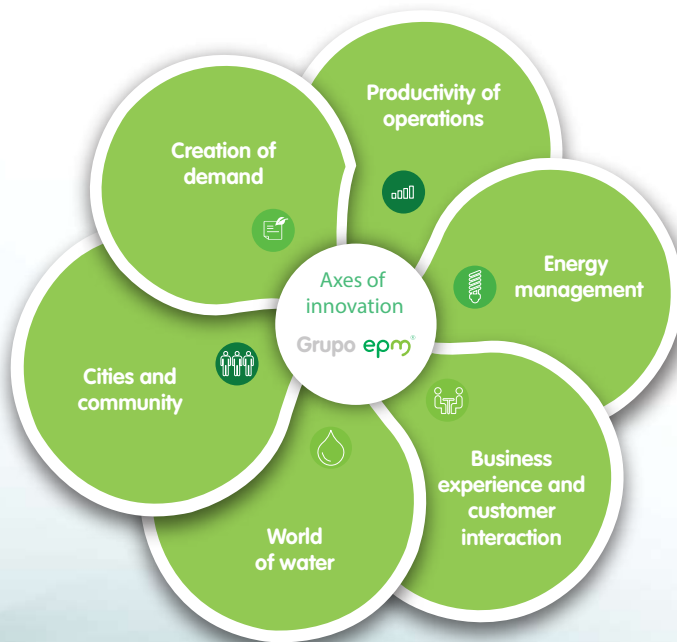 Productivity of
operations
Creation of
demand
Energy
management
Axes of
innovation
Grupo epm®
Cities and
community
Business
experience and
customer
interaction
World
of water